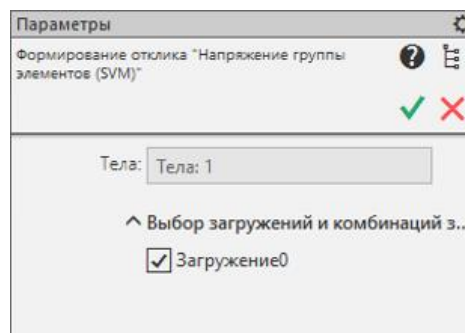 Параметры
Формирование отклика "Напряжение группы
элементов (SVM)"
Тела: Тела: 1
Выбор загружений и комбинаций з...
Загружение0